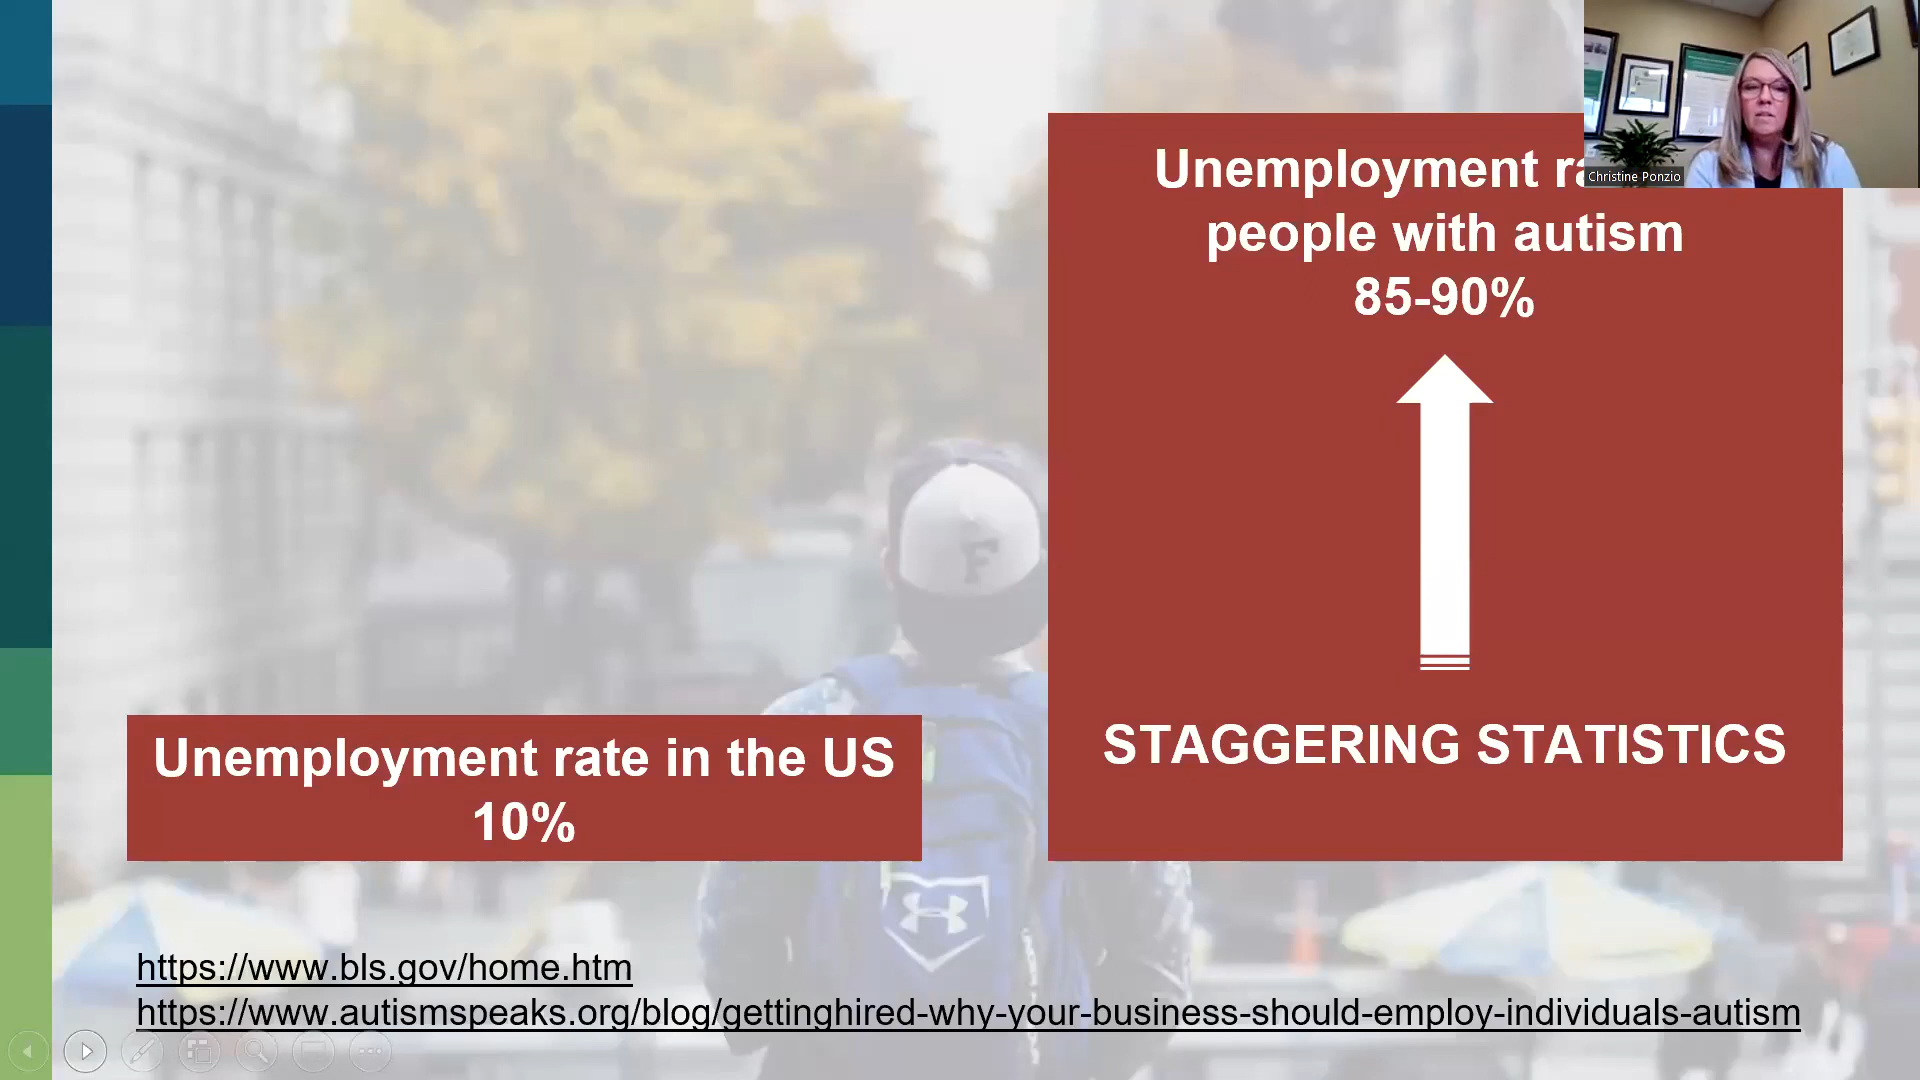 Unemployment
people with autism
85-90%
Christine Ponzio
F
STAGGERING STATISTICS
Unemployment rate in the US
10%
https://www.bls.gov/home.htm
https://www.autismspeaks.org/blog/gettinghired-why-your-business-should-employ-individuals-autism